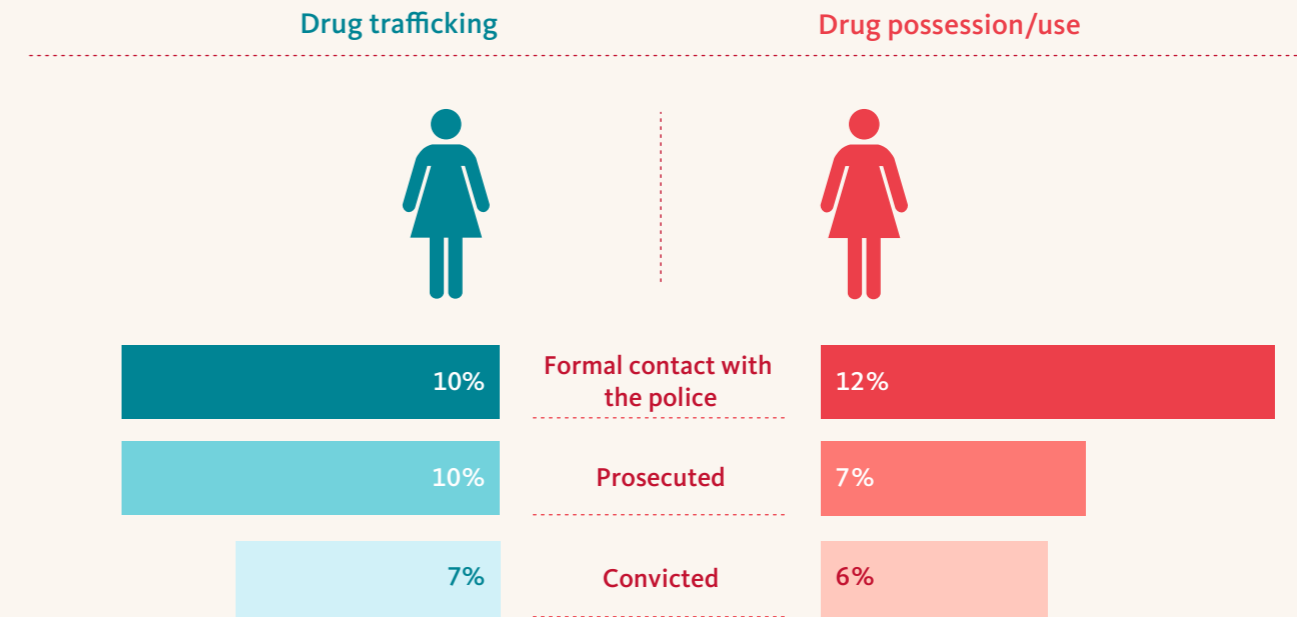 Drug trafficking
Drug possession/use
10%
Formal contact with
the police
12%
10%
Prosecuted
7%
7%
Convicted
6%